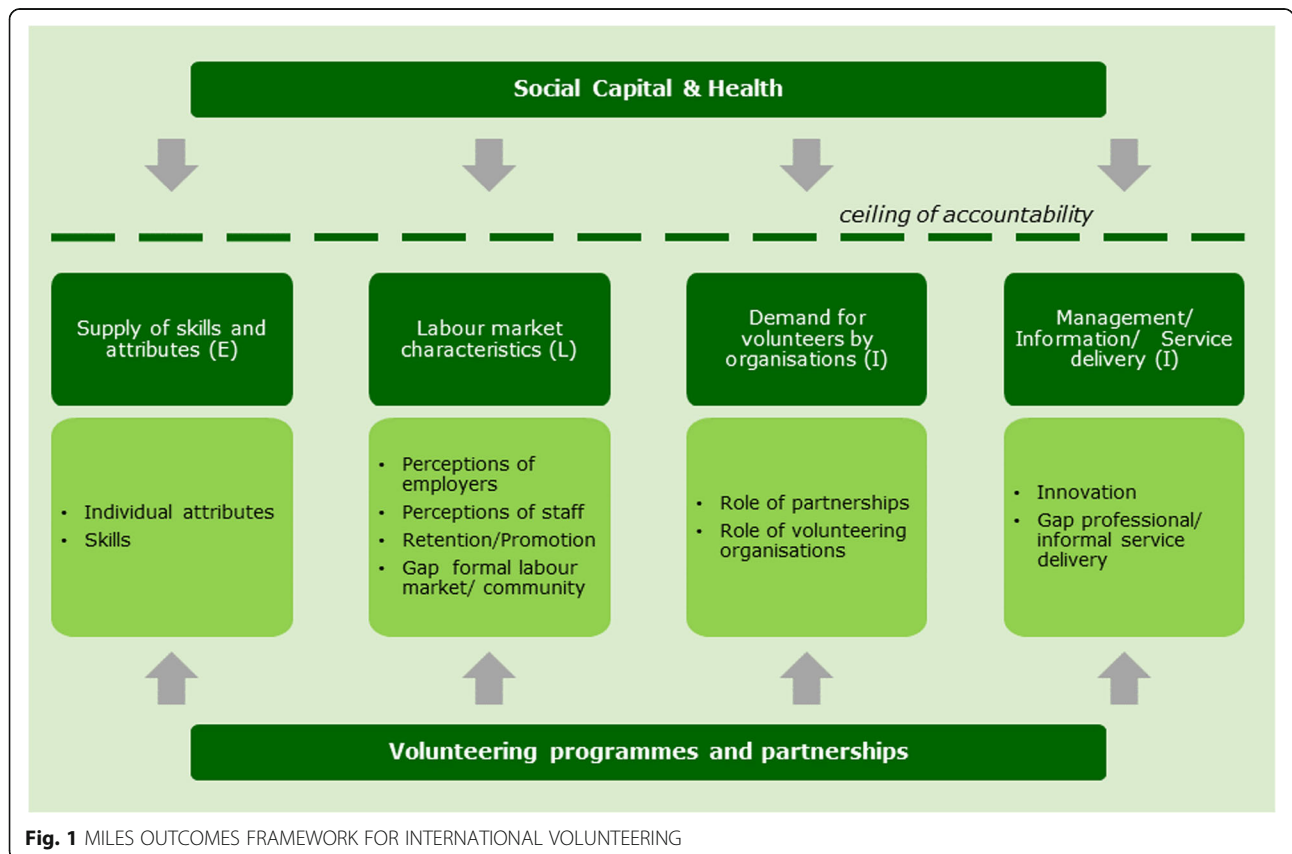 Social Capital & Health
ceiling of accountability
Supply of skills and
attributes (E)
Labour market
characteristics (L)
Demand for
volunteers by
organisations (I)
Management/
Information/ Service
delivery (I)
• Individual attributes
• Skills
• Perceptions of
employers
• Perceptions of staff
• Retention/Promotion
• Gap formal labour
market/ community
• Role of partnerships
• Role of volunteering
organisations
• Innovation
• Gap professional/
informal service
delivery
Volunteering programmes and partnerships
Fig. 1 MILES OUTCOMES FRAMEWORK FOR INTERNATIONAL VOLUNTEERING